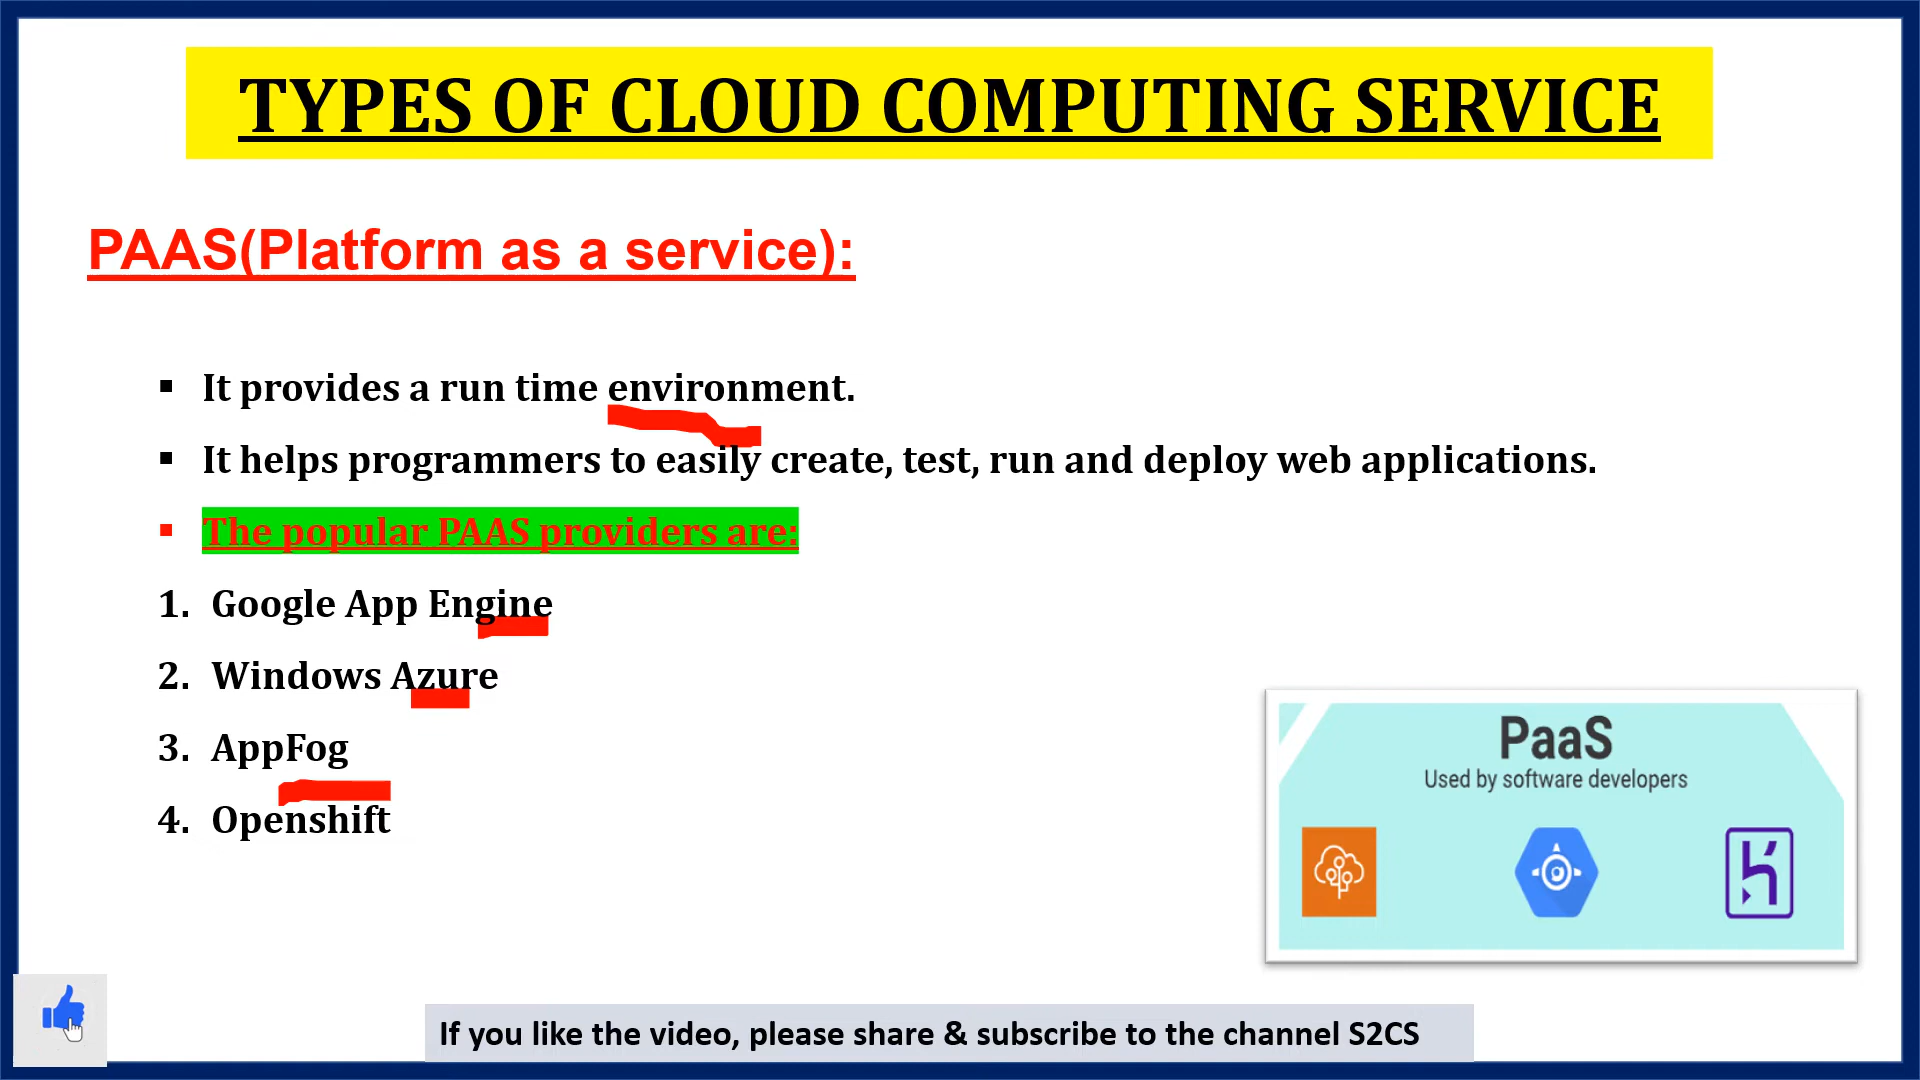 TYPES OF CLOUD COMPUTING SERVICE
PAAS(Platform as a service):
▪ It provides a run time environment.
▪ It helps programmers to easily create, test, run and deploy web applications.
▪ The popular PAAS providers are:
1. Google App Engine
2. Windows Azure
3. AppFog
4. Openshift
PaaS
Used by software developers
If you like the video, please share & subscribe to the channel S2CS